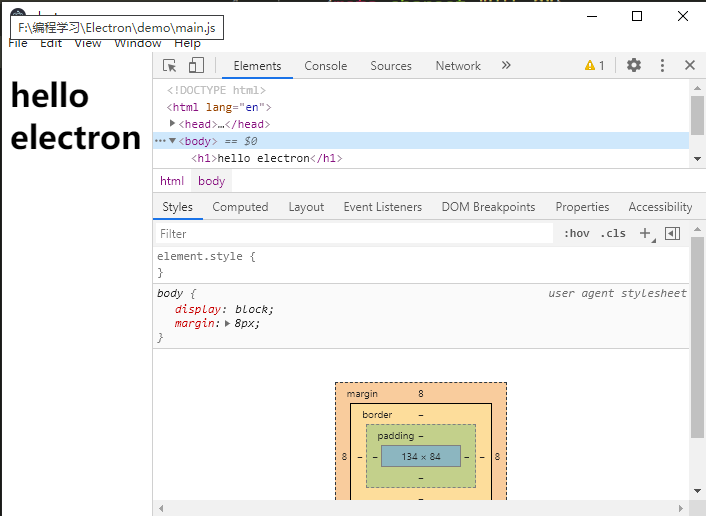 F:\编程学习\Electron\demo\main.js
File Edit View Window Help
hello
electron
Elements Console Sources Network » 1
<!DOCTYPE html>
<html lang="en">
▶<head>…</head>
…▼<body> == $0
<h1>hello electron</h1>
html body
Styles Computed Layout Event Listeners DOM Breakpoints Properties Accessibility
Filter :hov .cls +
element.style {
}
body { user agent stylesheet
display: block;
margin:▶8px;
}
margin 8
border –
padding –
8 – – 134 × 84 – – 8
–
–